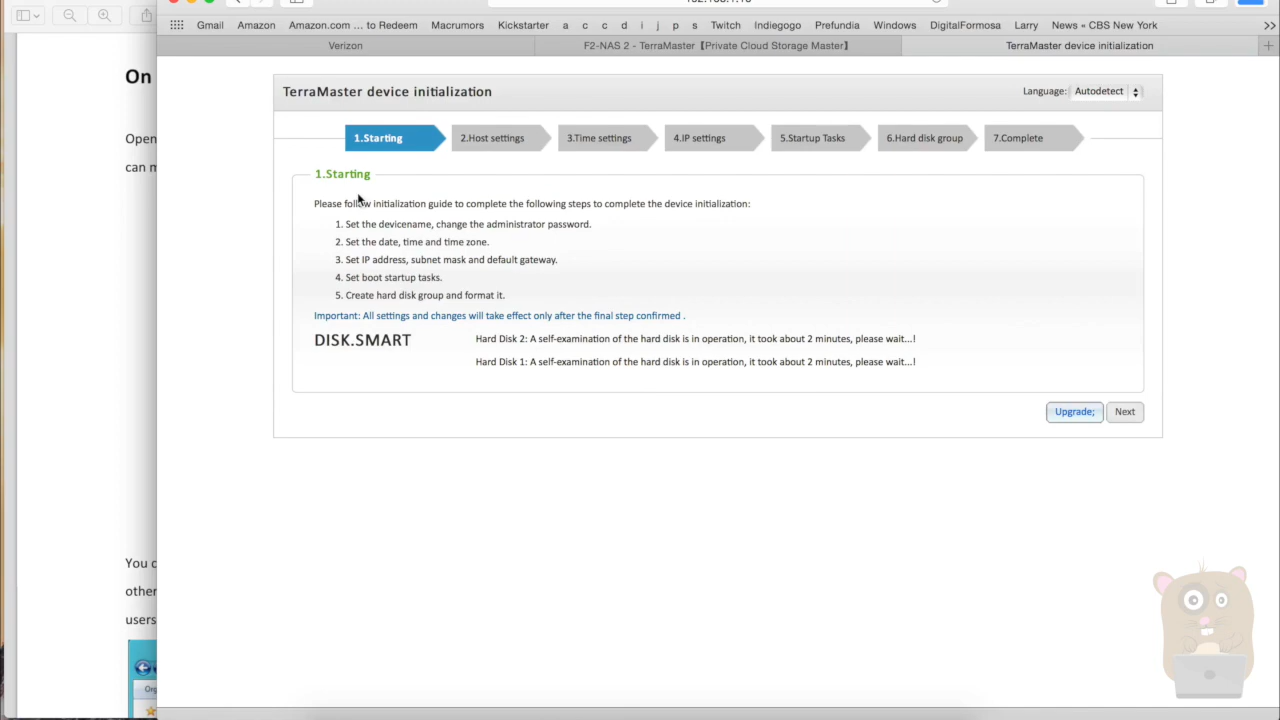 Gmail Amazon Amazon.com ... to Redeem Macrumors Kickstarter a c c d i j p s Twitch Indiegogo Prefundia Windows DigitalFormosa Larry News « CBS New York
Verizon F2-NAS 2 - TerraMaster【Private Cloud Storage Master】 TerraMaster device initialization
On
Open
can m
You c
other
users
Org
TerraMaster device initialization
Language: Autodetect
1.Starting 2.Host settings 3.Time settings 4.IP settings 5.Startup Tasks 6.Hard disk group 7.Complete
1.Starting
Please follow initialization guide to complete the following steps to complete the device initialization:
1. Set the devicename, change the administrator password.
2. Set the date, time and time zone.
3. Set IP address, subnet mask and default gateway.
4. Set boot startup tasks.
5. Create hard disk group and format it.
Important: All settings and changes will take effect only after the final step confirmed .
DISK.SMART Hard Disk 2: A self-examination of the hard disk is in operation, it took about 2 minutes, please wait...!
Hard Disk 1: A self-examination of the hard disk is in operation, it took about 2 minutes, please wait...!
Upgrade; Next